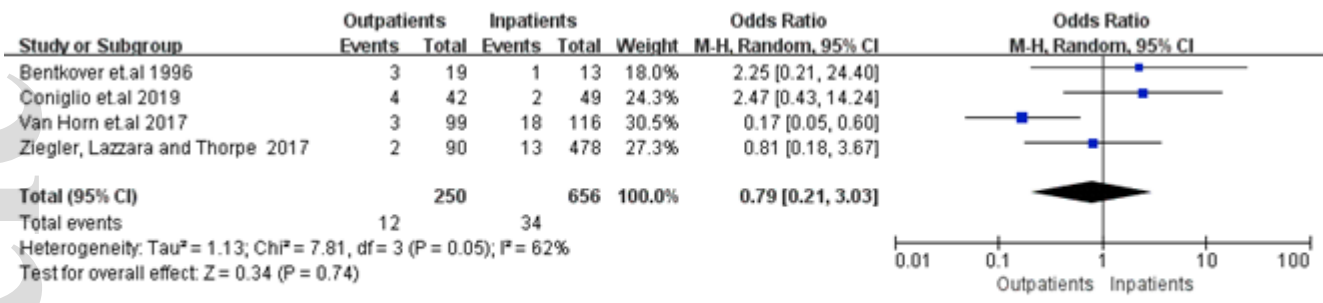 Outpatients Inpatients Odds Ratio Odds Ratio
Study or Subgroup Events Total Events Total Weight M-H, Random, 95% CI M-H, Random, 95% CI
Bentkover et.al 1996 3 19 1 13 18.0% 2.25 [0.21, 24.40]
Coniglio et.al 2019 4 42 2 49 24.3% 2.47 [0.43, 14.24]
Van Horn et.al 2017 3 99 18 116 30.5% 0.17 [0.05, 0.60]
Ziegler, Lazzara and Thorpe 2017 2 90 13 478 27.3% 0.81 [0.18, 3.67]
Total (95% CI) 250 656 100.0% 0.79 [0.21, 3.03]
Total events 12 34
Heterogeneity: Tau² = 1.13; Chi² = 7.81, df = 3 (P = 0.05); I² = 62%
Test for overall effect: Z = 0.34 (P = 0.74)
0.01 0.1 1 10 100
Outpatients Inpatients